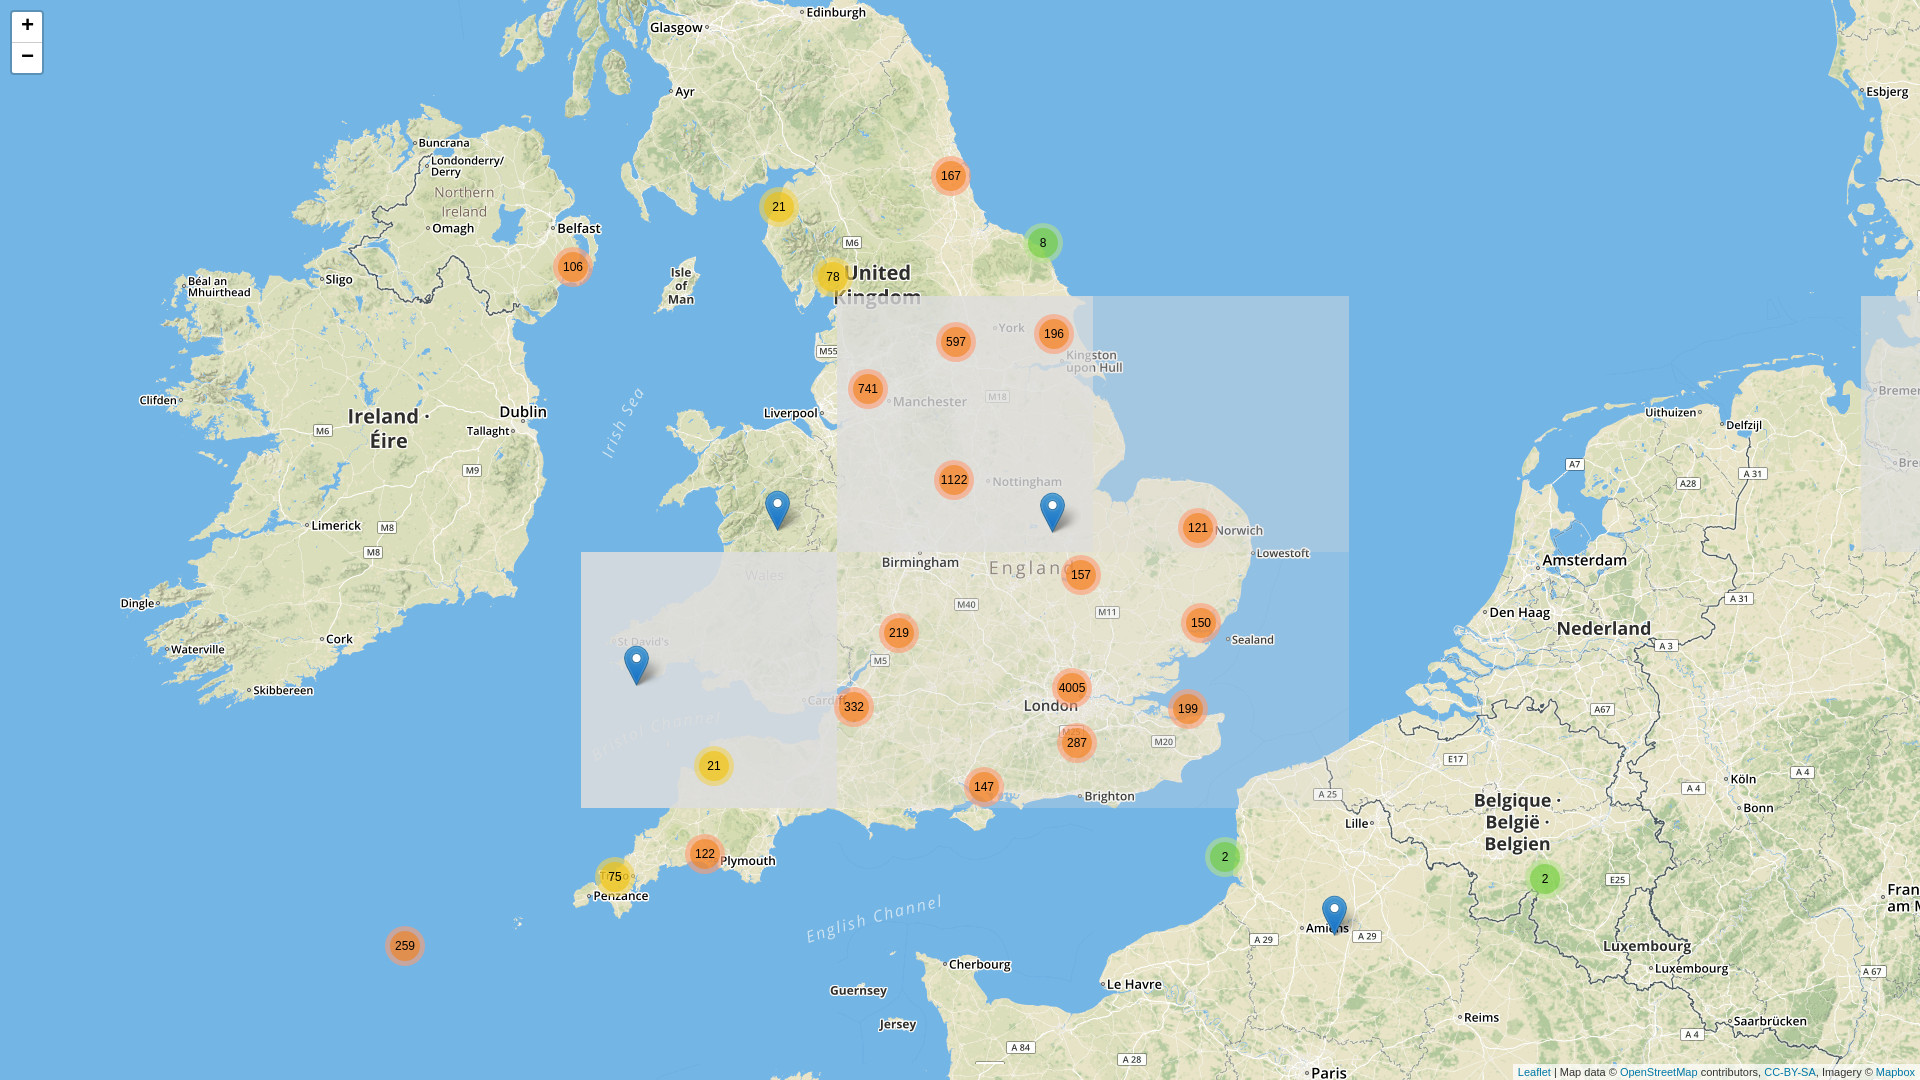 +
−
Glasgow
Edinburgh
Ayr
Esbjerg
Buncrana
Londonderry/
Derry
Northern
Ireland
Omagh
Belfast
167
21
8
M6
106
78
United
Kingdom
Isle
of
Man
Sligo
Béal an
Mhuirthead
York
196
597
Kingston
upon Hull
M55
741
Manchester
M18
Clifden
Ireland ·
Éire
Dublin
Tallaght
M6
M9
Irish Sea
Liverpool
Uithuizen
Delfzijl
A7
A 31
A28
1122
Nottingham
121
Norwich
Lowestoft
Limerick
M8
M8
Birmingham
England
157
Wales
Amsterdam
Dingle
Cork
Waterville
Skibbereen
M40
M11
150
Sealand
219
M5
St David's
Den Haag
Nederland
A 31
A 3
4005
London
199
Cardiff
332
Bristol Channel
287
M20
A67
E17
21
147
Brighton
A 25
Lille
Belgique ·
België ·
Belgien
Köln
Bonn
A 4
A 4
122
Plymouth
75
Penzance
2
2
E25
259
English Channel
Amiens
A 29
A 29
Luxembourg
Luxembourg
A 67
Cherbourg
Guernsey
Jersey
Le Havre
Reims
Saarbrücken
A 84
A 28
A 4
Paris
Leaflet | Map data © OpenStreetMap contributors, CC-BY-SA, Imagery © Mapbox